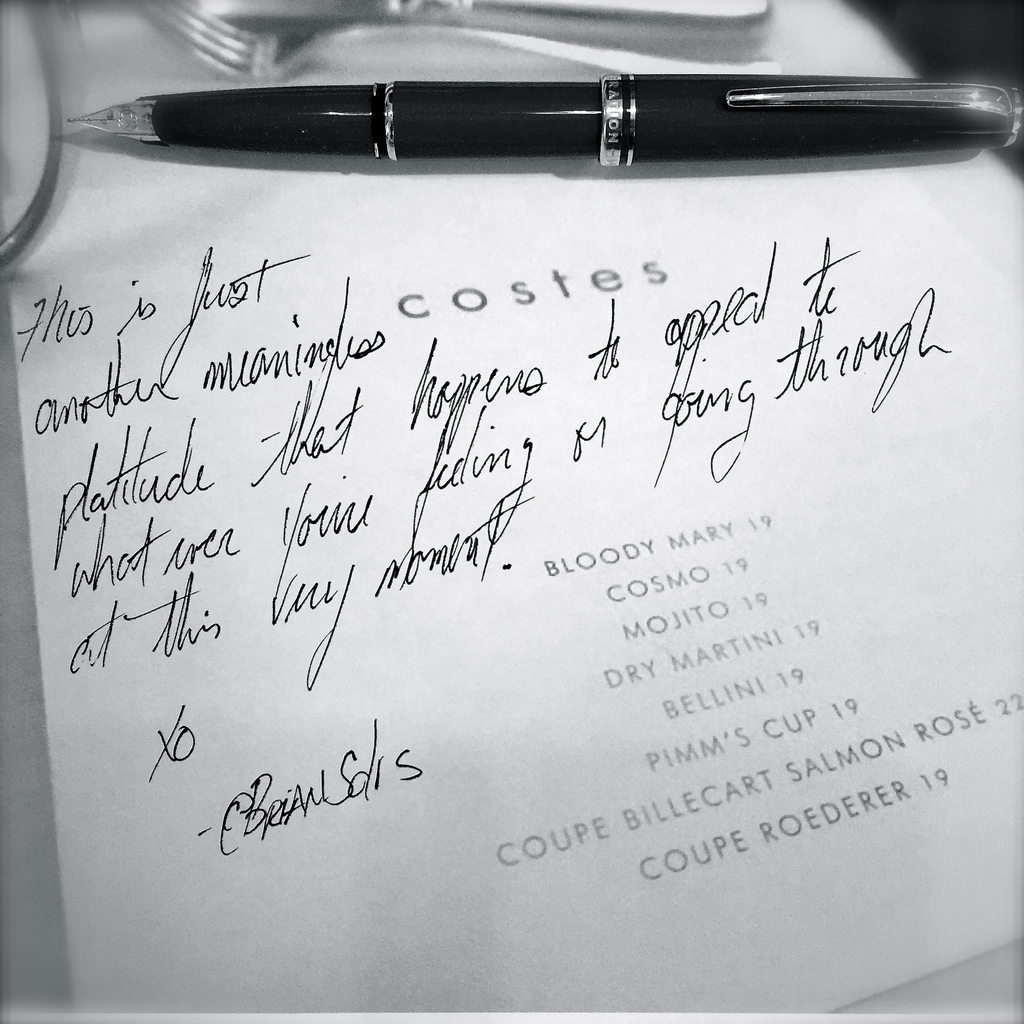 NATION
costes
This is just
another meaningless
platitude that happens to appeal to
whatever you're feeling or going through
at this very moment.
XO
-@BRIANSOLIS
BLOODY MARY 19
COSMO 19
MOJITO 19
DRY MARTINI 19
BELLINI 19
PIMM'S CUP 19
COUPE BILLECART SALMON ROSÉ 22
COUPE ROEDERER 19